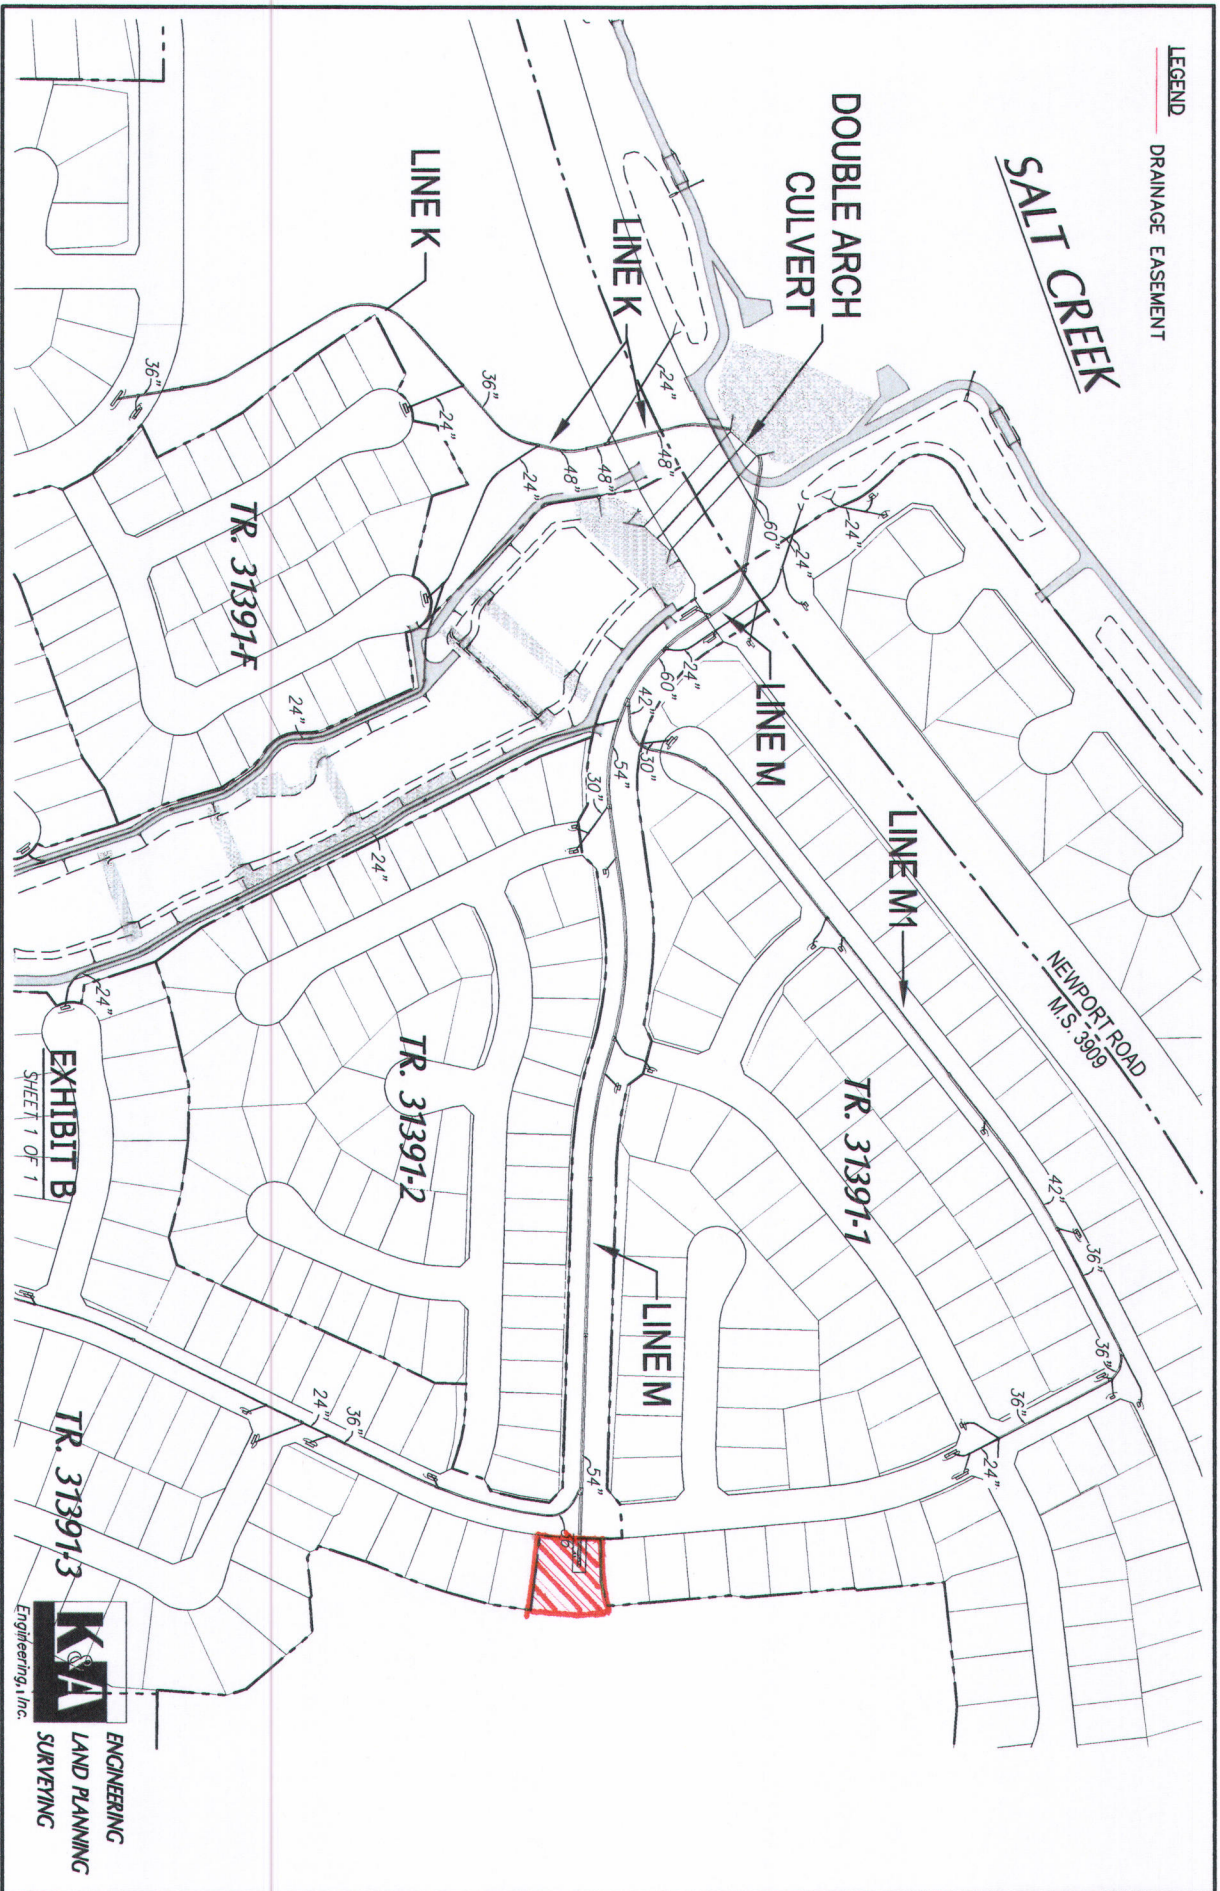 LEGEND
DRAINAGE EASEMENT
SALT CREEK
DOUBLE ARCH
CULVERT
LINE K
LINE K
LINE M
LINE M1
NEWPORT ROAD
M.S. 3909
TR. 31391-F
TR. 31391-2
TR. 31391-1
TR. 31391-3
LINE M
36"
24"
36"
24"
48"
48"
48"
24"
60"
24"
24"
24"
60"
42"
30"
54"
30"
24"
24"
24"
42"
36"
36"
36"
24"
54"
24"
36"
EXHIBIT B
SHEET 1 OF 1
K&A
Engineering, Inc.
ENGINEERING
LAND PLANNING
SURVEYING